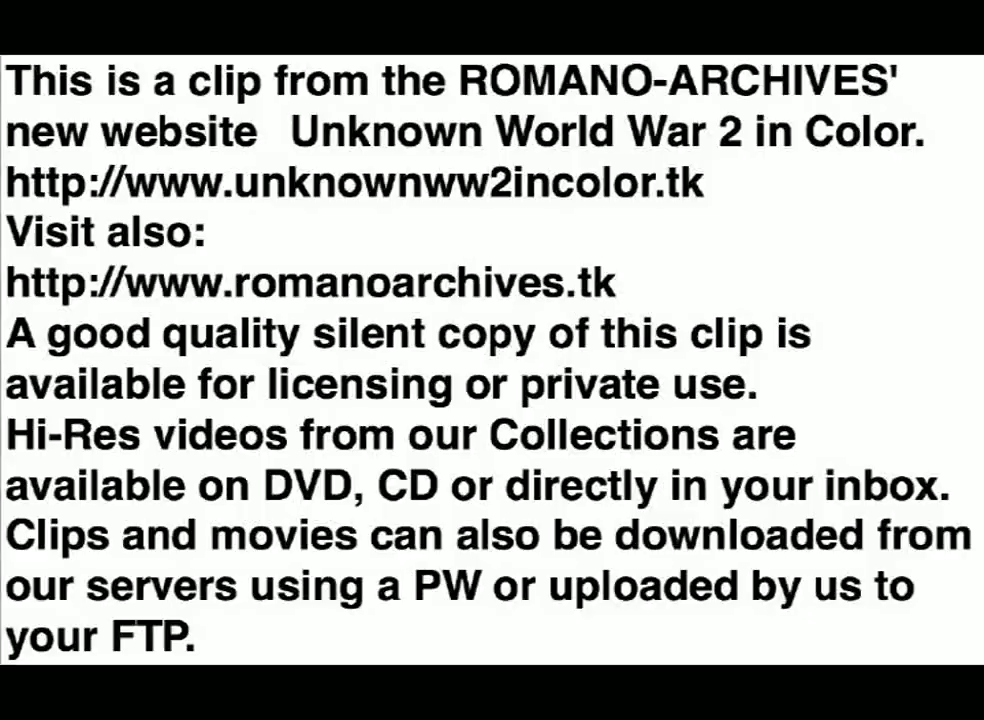 This is a clip from the ROMANO-ARCHIVES'
new website   Unknown World War 2 in Color.
http://www.unknownww2incolor.tk
Visit also:
http://www.romanoarchives.tk
A good quality silent copy of this clip is
available for licensing or private use.
Hi-Res videos from our Collections are
available on DVD, CD or directly in your inbox.
Clips and movies can also be downloaded from
our servers using a PW or uploaded by us to
your FTP.